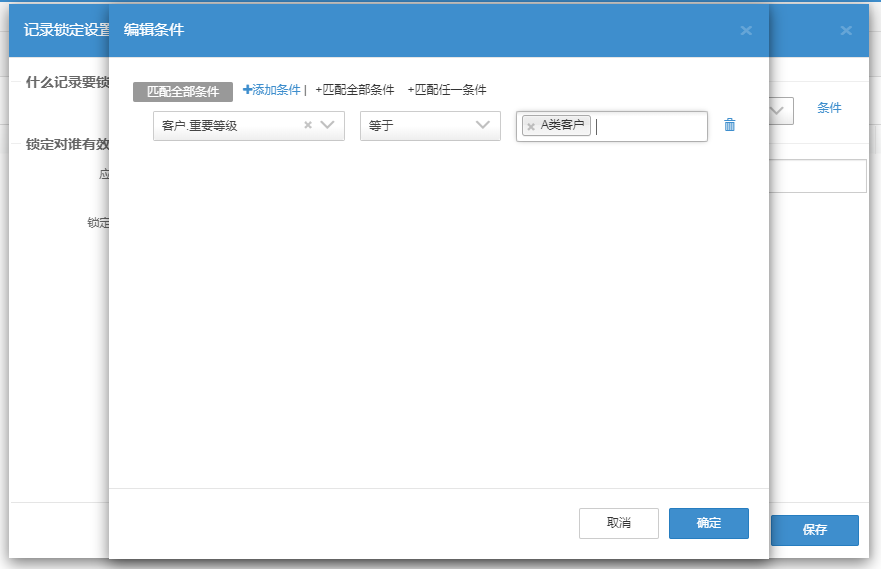 记录锁定设置
编辑条件
什么记录要锁
匹配全部条件 +添加条件 | +匹配全部条件 +匹配任一条件
客户.重要等级 等于 A类客户
条件
锁定对谁有效
应
锁定
取消 确定
保存